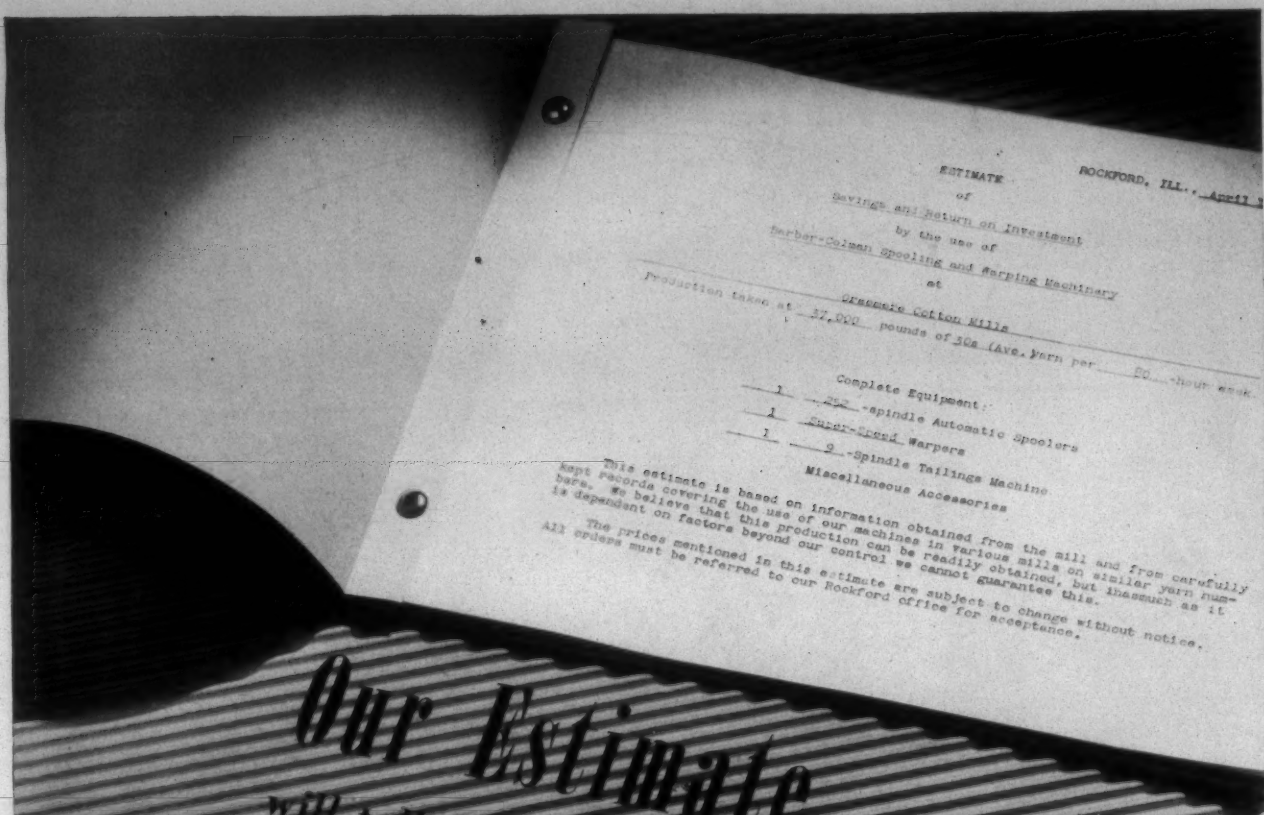 ROCKFORD, ILL., April
ESTIMATE
of
Savings and Return on Investment
by the use of
Barber-Colman Spooling and Warping Machinery
at
Grasmere Cotton Mills
Production taken at 37,000 pounds of 30s (Ave. yarn per 80 -hour week.
Complete Equipment:
1 252 -spindle Automatic Spoolers
1 Super-Speed Warpers
1 9 -Spindle Tailings Machine
Miscellaneous Accessories
This estimate is based on information obtained from the mill and from carefully
kept records covering the use of our machines in various mills on similar yarn num-
bers. We believe that this production can be readily obtained, but inasmuch as it
is dependent on factors beyond our control we cannot guarantee this.
The prices mentioned in this estimate are subject to change without notice.
All orders must be referred to our Rockford office for acceptance.
Our Estimate
will